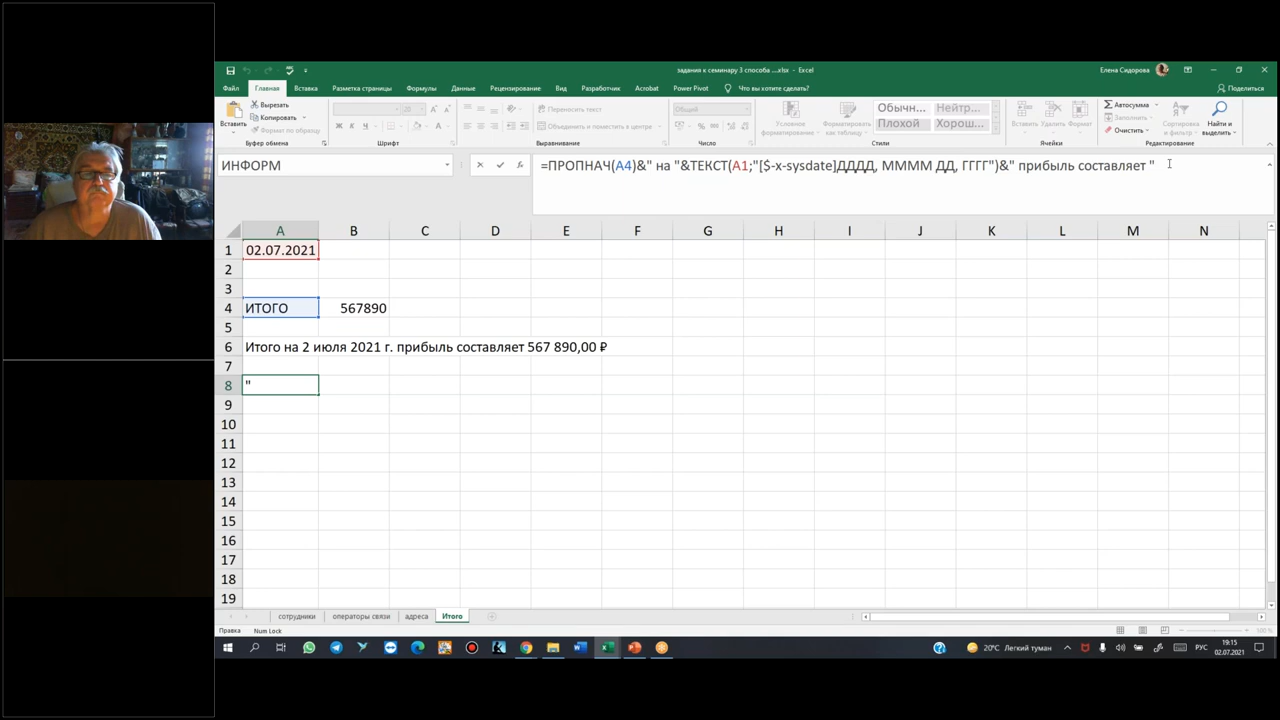 задания к семинару 3 способа ....xlsx - Excel
Елена Сидорова
Файл Главная Вставка Разметка страницы Формулы Данные Рецензирование Вид Разработчик Acrobat Power Pivot Что вы хотите сделать? Поделиться
Вставить
Вырезать
Копировать
Формат по образцу
Буфер обмена
20
Ж К Ч
Шрифт
Переносить текст
Объединить и поместить в центре
Выравнивание
Общий
Число
Условное форматирование
Форматировать как таблицу
Обычн... Нейтр...
Плохой Хорош...
Стили
Вставить Удалить Формат
Ячейки
Автосумма
Заполнить
Очистить
Сортировка и фильтр
Найти и выделить
Редактирование
ИНФОРМ
fx
=ПРОПНАЧ(A4)&" на "&ТЕКСТ(A1;"[$-x-sysdate]ДДДД, ММММ ДД, ГГГГ")&" прибыль составляет "
A B C D E F G H I J K L M N
1 02.07.2021
2
3
4 ИТОГО 567890
5
6 Итого на 2 июля 2021 г. прибыль составляет 567 890,00 ₽
7
8 "
9
10
11
12
13
14
15
16
17
18
19
сотрудники операторы связи адреса Итого
Правка Num Lock
100 %
20°C Легкий туман
РУС
19:15
02.07.2021